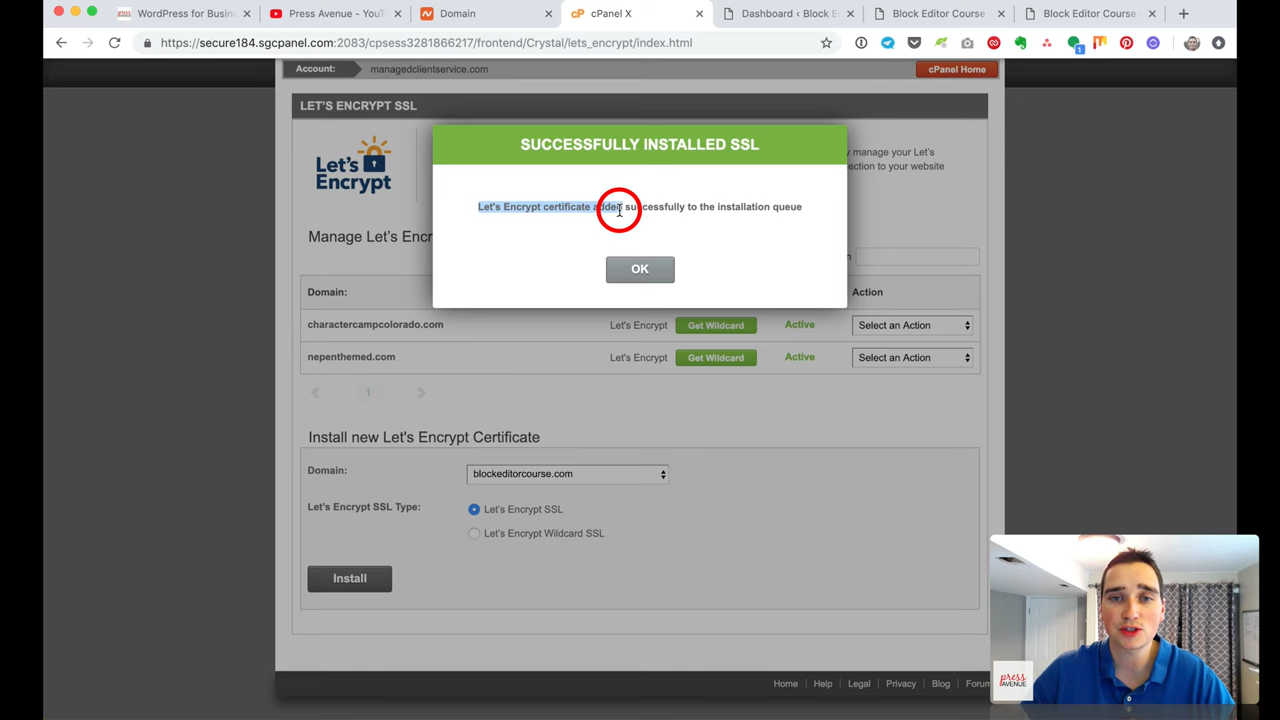 WordPress for Busin
Press Avenue - You
Domain
cPanel X
Dashboard ‹ Block E
Block Editor Course
Block Editor Course
https://secure184.sgcpanel.com:2083/cpsess3281866217/frontend/Crystal/lets_encrypt/index.html
Account:
managedclientservice.com
cPanel Home
LET'S ENCRYPT SSL
SUCCESSFULLY INSTALLED SSL
Let's Encrypt
y manage your Let's
nection to your website
Let's Encrypt certificate added successfully to the installation queue
Manage Let's Encr
n
OK
Domain:
Action
charactercampcolorado.com
Let's Encrypt
Get Wildcard
Active
Select an Action
nepenthemed.com
Let's Encrypt
Get Wildcard
Active
Select an Action
1
Install new Let's Encrypt Certificate
Domain:
blockeditorcourse.com
Let's Encrypt SSL Type:
Let's Encrypt SSL
Let's Encrypt Wildcard SSL
Install
Home
Help
Legal
Privacy
Blog
Forum
press
AVENUE